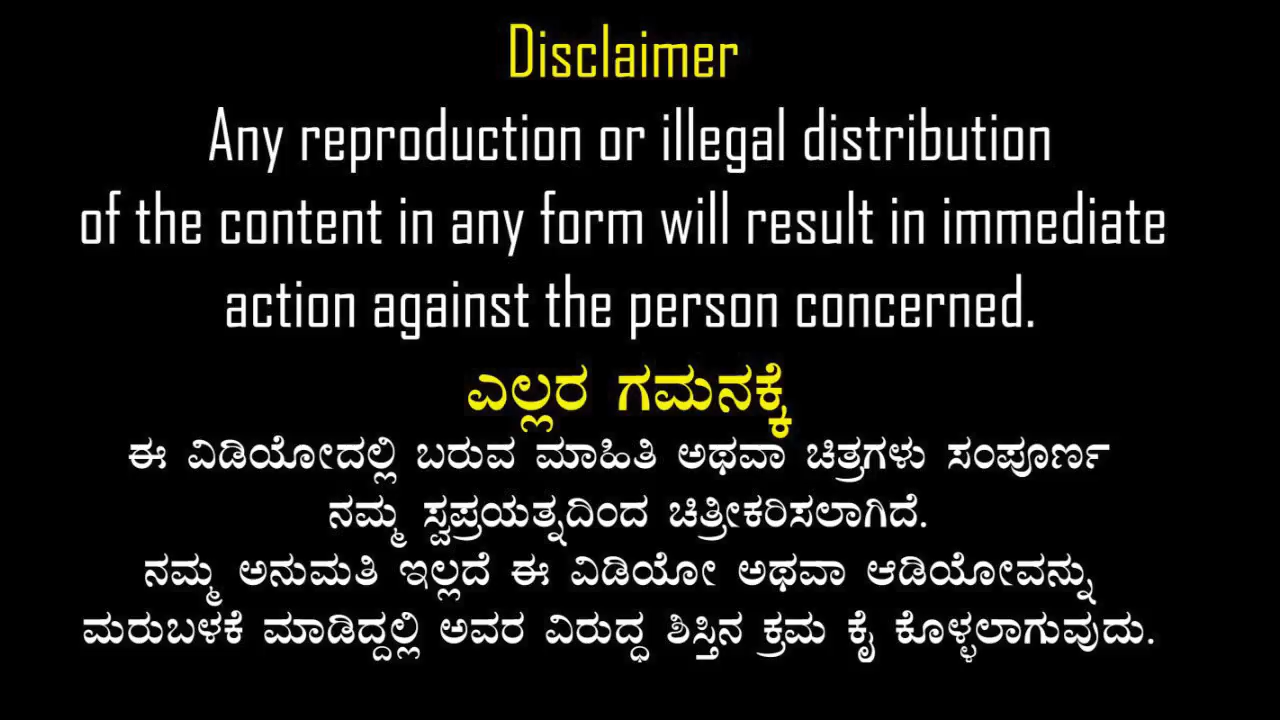 Disclaimer
Any reproduction or illegal distribution
of the content in any form will result in immediate
action against the person concerned.
ಎಲ್ಲರ ಗಮನಕ್ಕೆ
ಈ ವಿಡಿಯೋದಲ್ಲಿ ಬರುವ ಮಾಹಿತಿ ಅಥವಾ ಚಿತ್ರಗಳು ಸಂಪೂರ್ಣ
ನಮ್ಮ ಸ್ವಪ್ರಯತ್ನದಿಂದ ಚಿತ್ರೀಕರಿಸಲಾಗಿದೆ.
ನಮ್ಮ ಅನುಮತಿ ಇಲ್ಲದೆ ಈ ವಿಡಿಯೋ ಅಥವಾ ಆಡಿಯೋವನ್ನು
ಮರುಬಳಕೆ ಮಾಡಿದ್ದಲ್ಲಿ ಅವರ ವಿರುದ್ಧ ಶಿಸ್ತಿನ ಕ್ರಮ ಕೈ ಕೊಳ್ಳಲಾಗುವುದು.